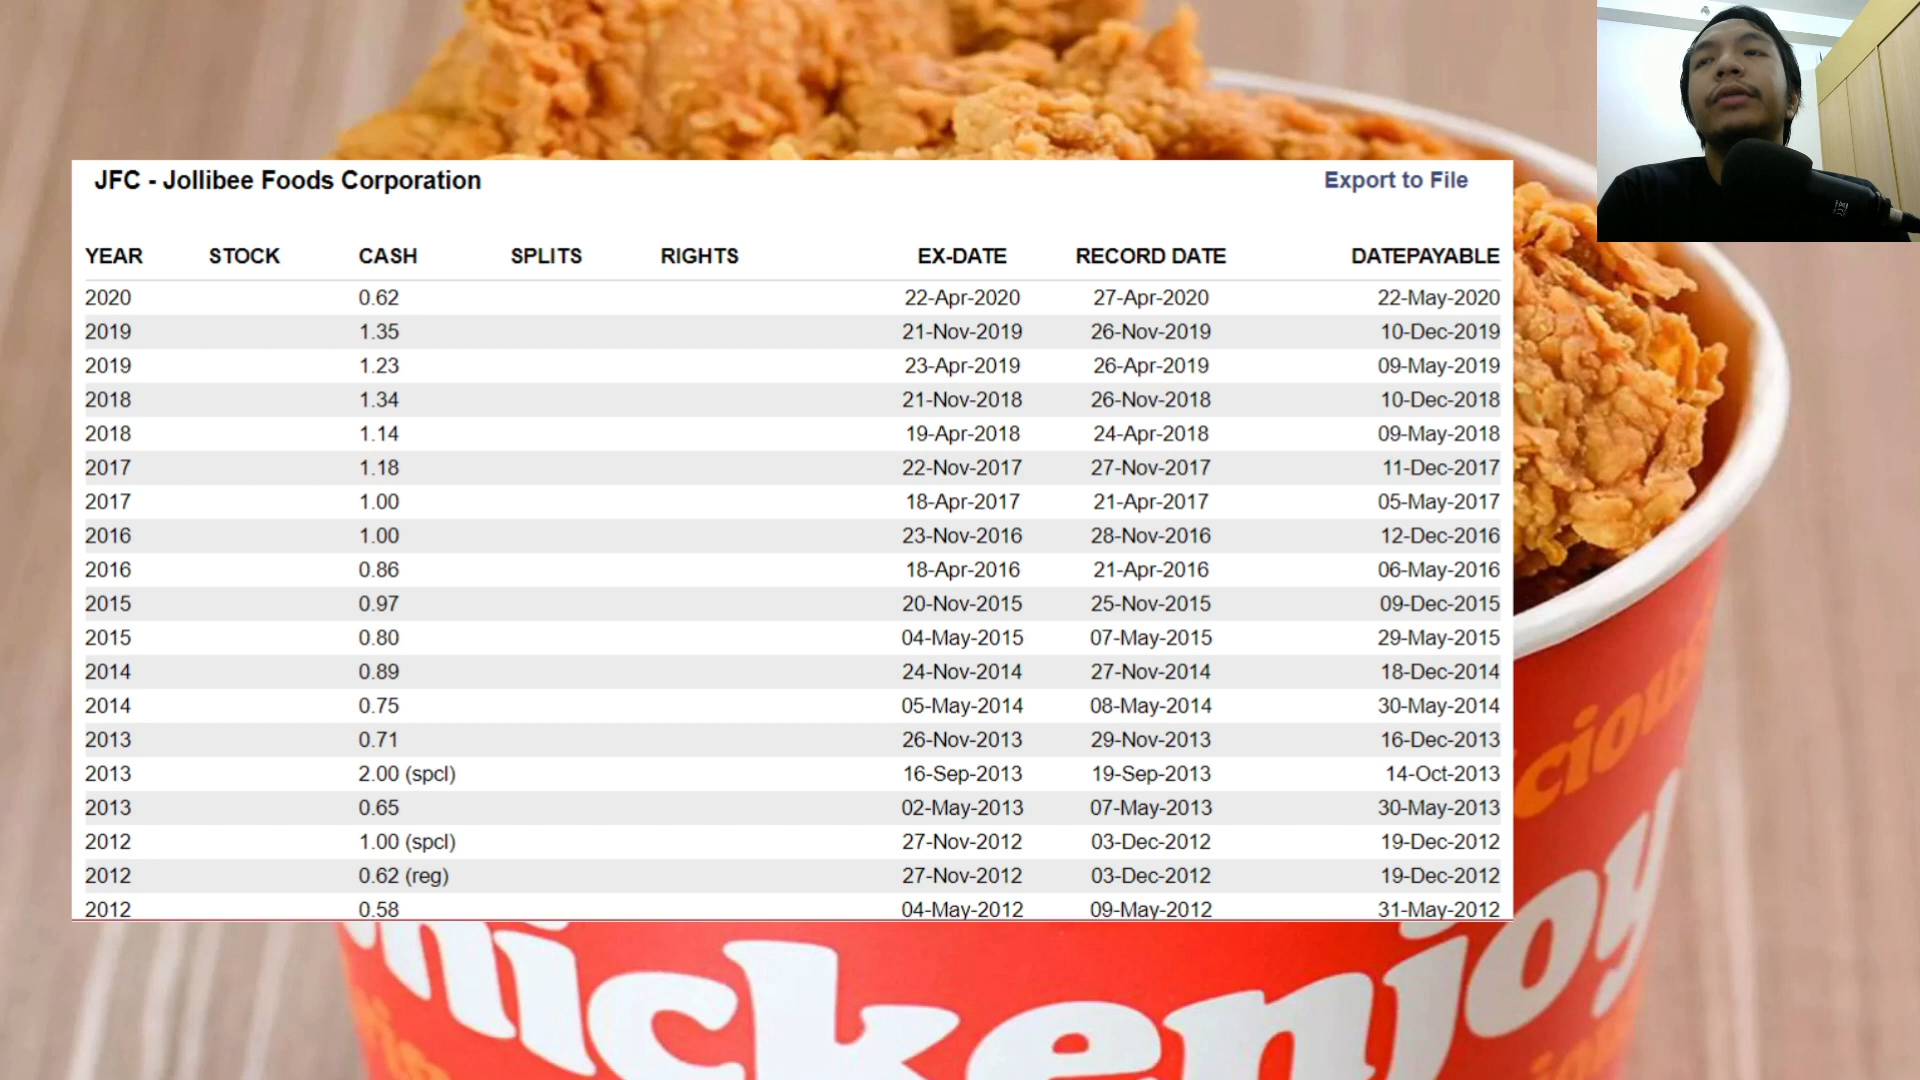 JFC - Jollibee Foods Corporation Export to File
YEAR STOCK CASH SPLITS RIGHTS EX-DATE RECORD DATE DATEPAYABLE
2020 0.62 22-Apr-2020 27-Apr-2020 22-May-2020
2019 1.35 21-Nov-2019 26-Nov-2019 10-Dec-2019
2019 1.23 23-Apr-2019 26-Apr-2019 09-May-2019
2018 1.34 21-Nov-2018 26-Nov-2018 10-Dec-2018
2018 1.14 19-Apr-2018 24-Apr-2018 09-May-2018
2017 1.18 22-Nov-2017 27-Nov-2017 11-Dec-2017
2017 1.00 18-Apr-2017 21-Apr-2017 05-May-2017
2016 1.00 23-Nov-2016 28-Nov-2016 12-Dec-2016
2016 0.86 18-Apr-2016 21-Apr-2016 06-May-2016
2015 0.97 20-Nov-2015 25-Nov-2015 09-Dec-2015
2015 0.80 04-May-2015 07-May-2015 29-May-2015
2014 0.89 24-Nov-2014 27-Nov-2014 18-Dec-2014
2014 0.75 05-May-2014 08-May-2014 30-May-2014
2013 0.71 26-Nov-2013 29-Nov-2013 16-Dec-2013
2013 2.00 (spcl) 16-Sep-2013 19-Sep-2013 14-Oct-2013
2013 0.65 02-May-2013 07-May-2013 30-May-2013
2012 1.00 (spcl) 27-Nov-2012 03-Dec-2012 19-Dec-2012
2012 0.62 (reg) 27-Nov-2012 03-Dec-2012 19-Dec-2012
2012 0.58 04-May-2012 09-May-2012 31-May-2012
hickenjoy